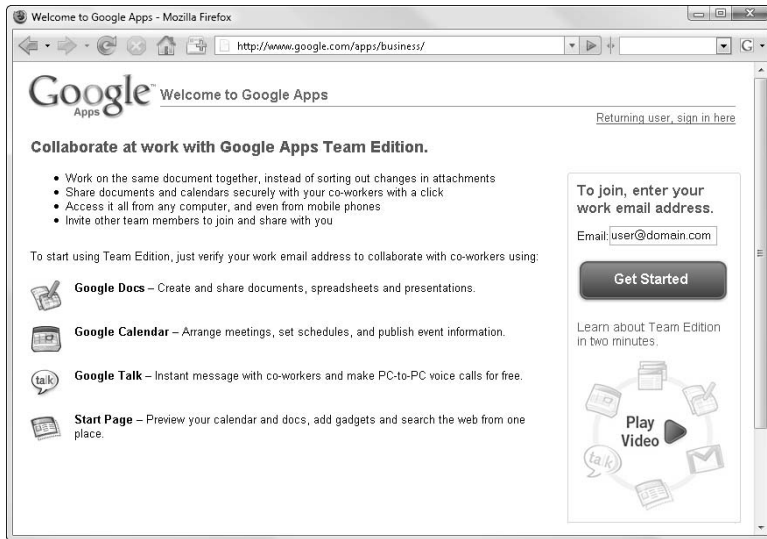 Welcome to Google Apps - Mozilla Firefox
http://www.google.com/apps/business/
G
Google™
Apps
Welcome to Google Apps
Returning user, sign in here
Collaborate at work with Google Apps Team Edition.
• Work on the same document together, instead of sorting out changes in attachments
• Share documents and calendars securely with your co-workers with a click
• Access it all from any computer, and even from mobile phones
• Invite other team members to join and share with you
To start using Team Edition, just verify your work email address to collaborate with co-workers using:
Google Docs – Create and share documents, spreadsheets and presentations.
Google Calendar – Arrange meetings, set schedules, and publish event information.
talk
Google Talk – Instant message with co-workers and make PC-to-PC voice calls for free.
Start Page – Preview your calendar and docs, add gadgets and search the web from one
place.
To join, enter your
work email address.
Email: user@domain.com
Get Started
Learn about Team Edition
in two minutes.
Play
Video
talk